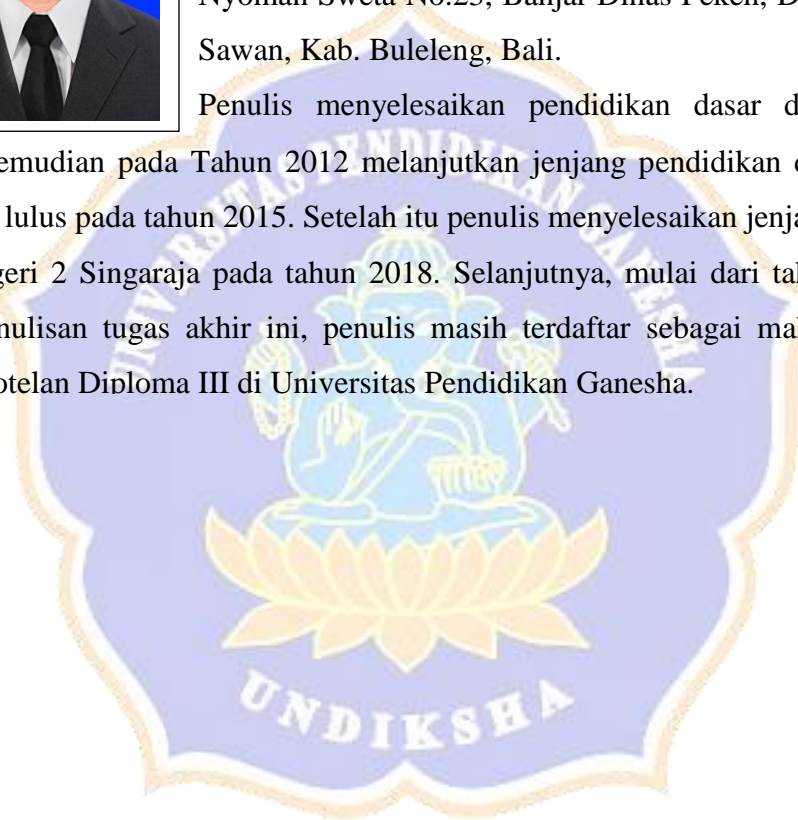 Nyoman Sweta No.23, Banjar Dinas Peken, D
Sawan, Kab. Buleleng, Bali.
Penulis menyelesaikan pendidikan dasar d
emudian pada Tahun 2012 melanjutkan jenjang pendidikan
lulus pada tahun 2015. Setelah itu penulis menyelesaikan jenja
geri 2 Singaraja pada tahun 2018. Selanjutnya, mulai dari ta
nulisan tugas akhir ini, penulis masih terdaftar sebagai ma
otelan Diploma III di Universitas Pendidikan Ganesha.
UNIVERSITAS PENDIDIKAN GANESHA
UNDIKSHA